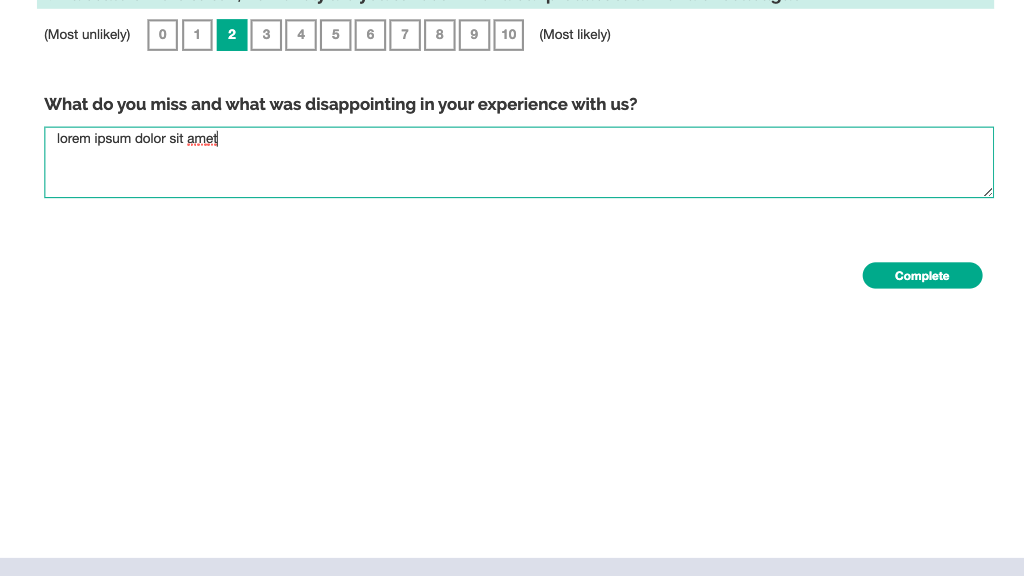 (Most unlikely) 0 1 2 3 4 5 6 7 8 9 10 (Most likely)
What do you miss and what was disappointing in your experience with us?
lorem ipsum dolor sit amet
Complete